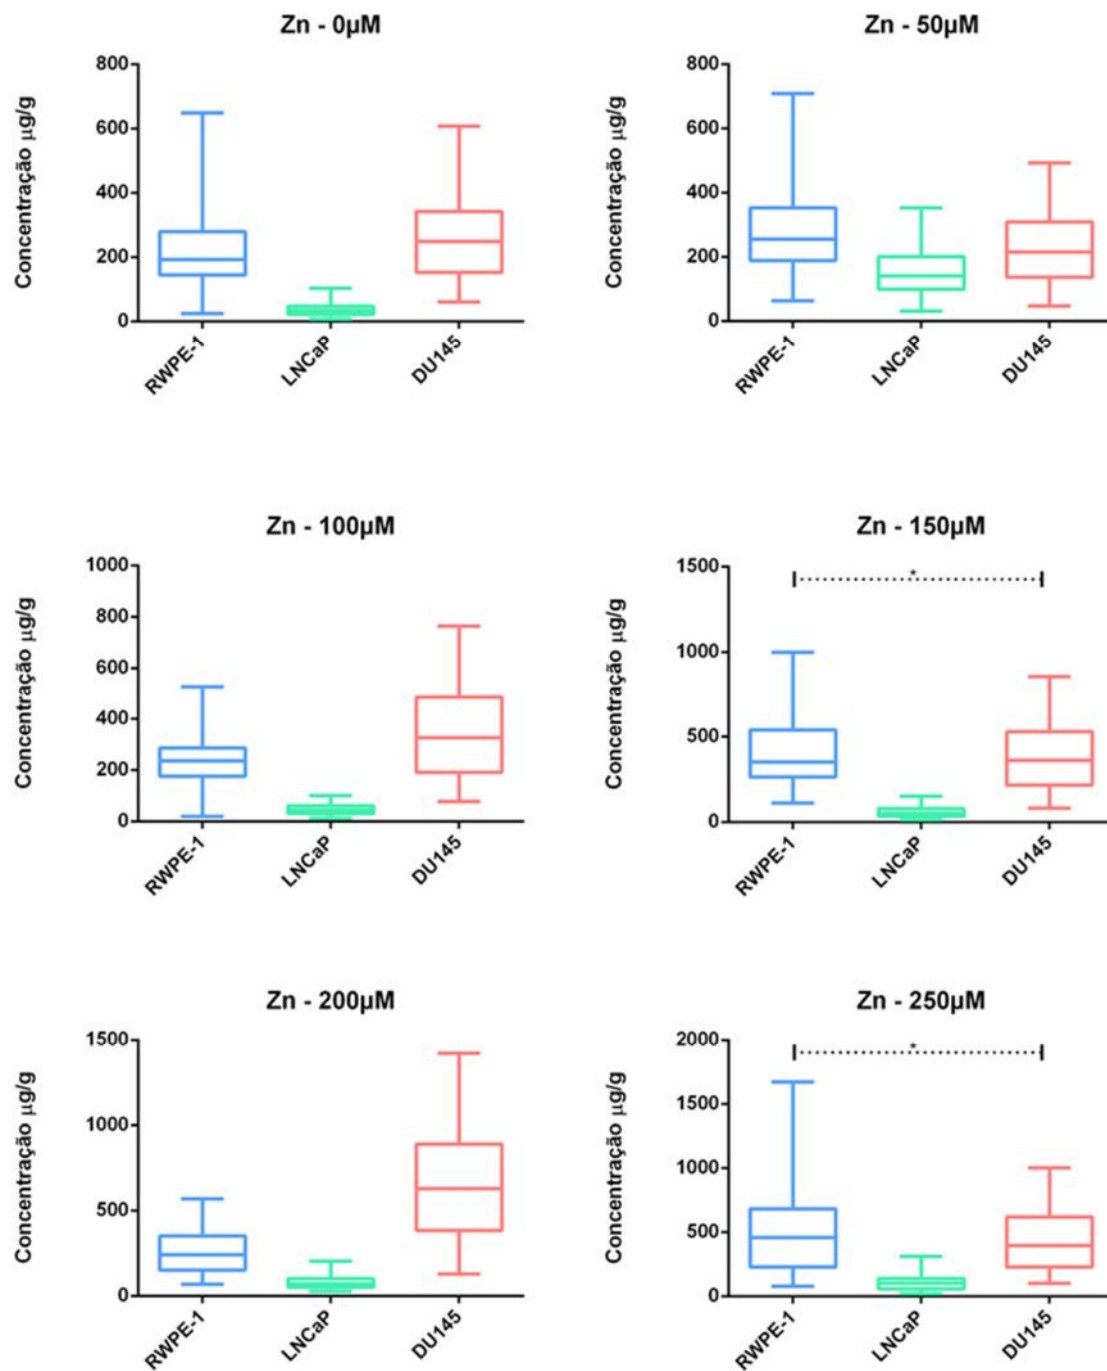 Zn - 0µM
Concentração µg/g
800
600
400
200
0
RWPE-1
LNCaP
DU145
Zn - 50µM
Concentração µg/g
800
600
400
200
0
RWPE-1
LNCaP
DU145
Zn - 100µM
Concentração µg/g
1000
800
600
400
200
0
RWPE-1
LNCaP
DU145
Zn - 150µM
Concentração µg/g
1500
1000
500
0
*
RWPE-1
LNCaP
DU145
Zn - 200µM
Concentração µg/g
1500
1000
500
0
RWPE-1
LNCaP
DU145
Zn - 250µM
Concentração µg/g
2000
1500
1000
500
0
*
RWPE-1
LNCaP
DU145